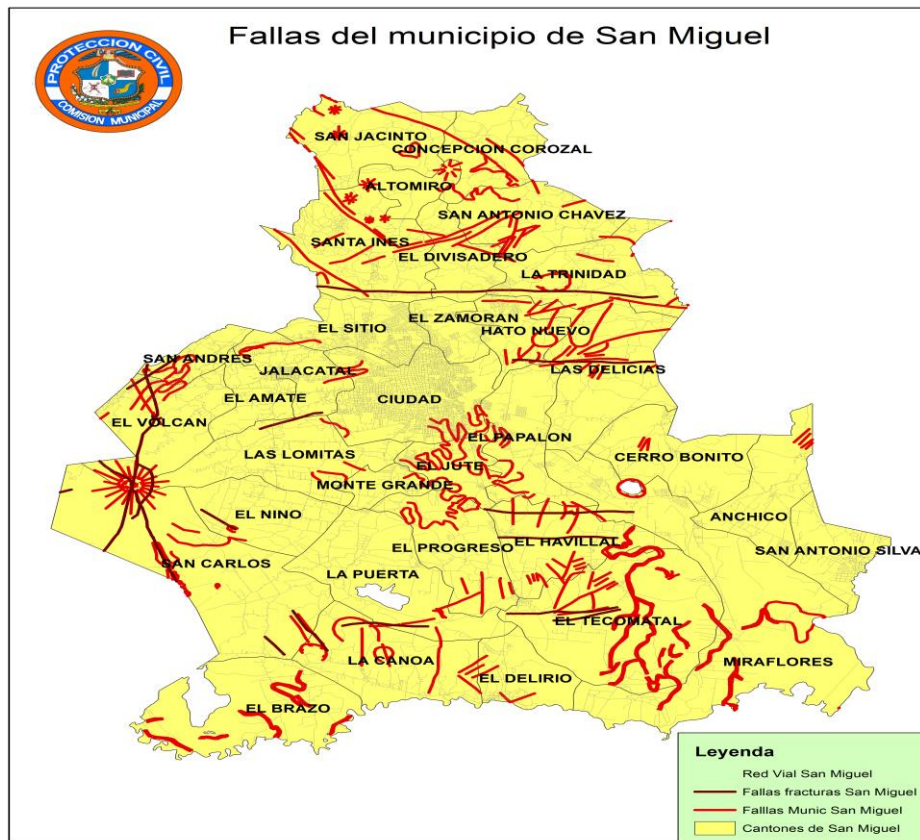 Fallas del municipio de San Miguel
PROTECCION CIVIL
COMISION MUNICIPAL
SAN JACINTO
CONCEPCION COROZAL
ALTOMIRO
SAN ANTONIO CHAVEZ
SANTA INES
EL DIVISADERO
LA TRINIDAD
EL ZAMORAN
EL SITIO
HATO NUEVO
SAN ANDRES
JALACATAL
LAS DELICIAS
EL AMATE
CIUDAD
EL VOLCAN
EL PAPALON
LAS LOMITAS
CERRO BONITO
EL JUTE
MONTE GRANDE
EL NINO
ANCHICO
EL PROGRESO
EL HAVILLAL
SAN ANTONIO SILVA
SAN CARLOS
LA PUERTA
EL TECOMATAL
LA CANOA
MIRAFLORES
EL DELIRIO
EL BRAZO
Leyenda
Red Vial San Miguel
Fallas fracturas San Miguel
Falllas Munic San Miguel
Cantones de San Miguel